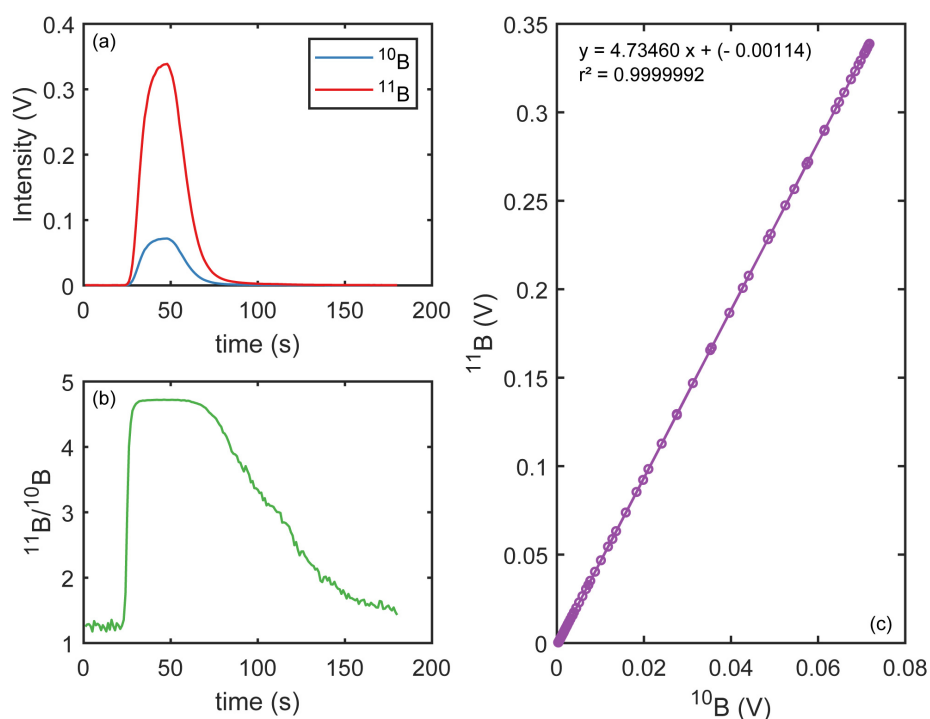 (a)
0.4
0.3
0.2
0.1
0
Intensity (V)
¹⁰B
¹¹B
0 50 100 150 200
time (s)
(b)
5
4
3
2
1
¹¹B/¹⁰B
0 50 100 150 200
time (s)
y = 4.73460 x + (- 0.00114)
r² = 0.9999992
0.35
0.3
0.25
0.2
0.15
0.1
0.05
0
¹¹B (V)
(c)
0 0.02 0.04 0.06 0.08
¹⁰B (V)